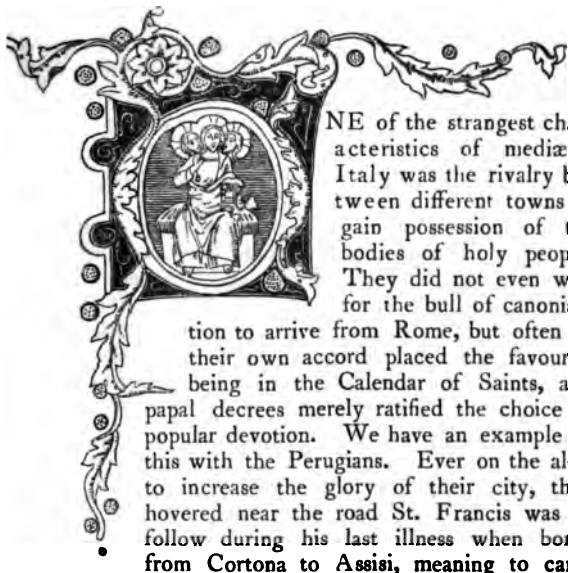 ONE of the strangest cha
acteristics of mediæ
Italy was the rivalry b
tween different towns
gain possession of t
bodies of holy peop
They did not even w
for the bull of canonis
tion to arrive from Rome, but often
their own accord placed the favour
being in the Calendar of Saints, a
papal decrees merely ratified the choice
popular devotion. We have an example
this with the Perugians. Ever on the al
to increase the glory of their city, th
hovered near the road St. Francis was
follow during his last illness when bor
from Cortona to Assisi, meaning to car